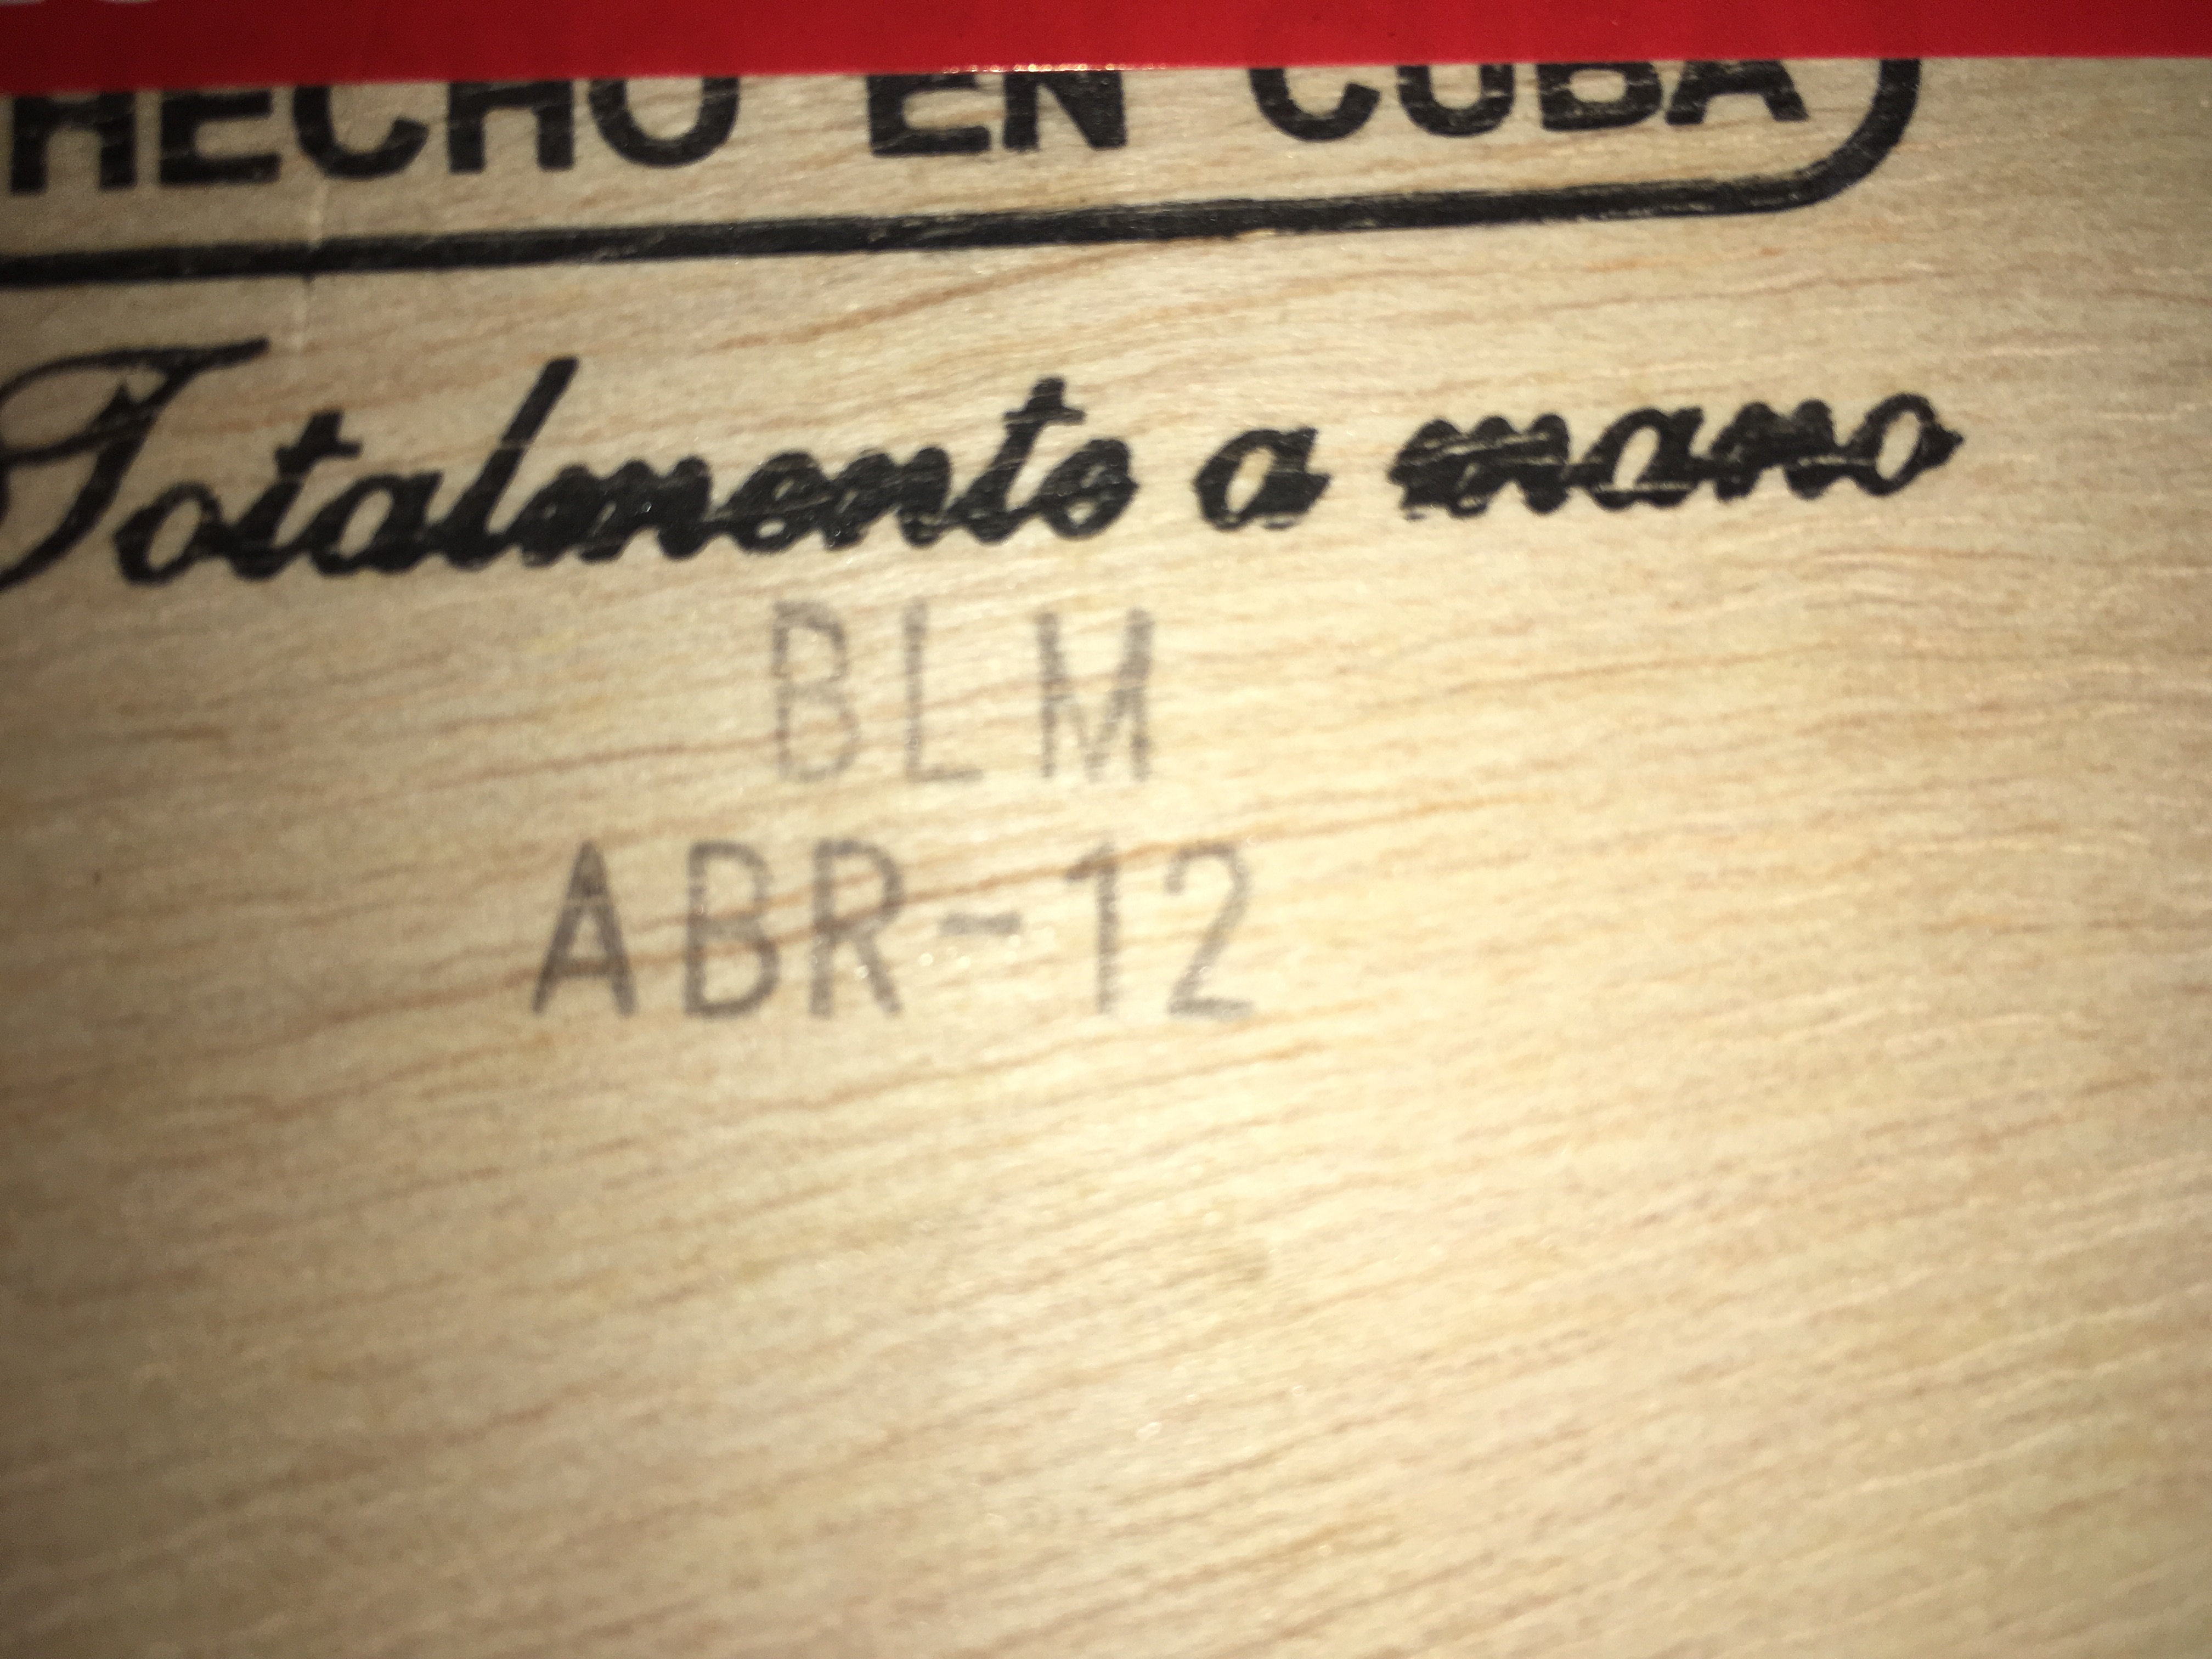 HECHO EN CUBA
Totalmente a mano
BLM
ABR-12